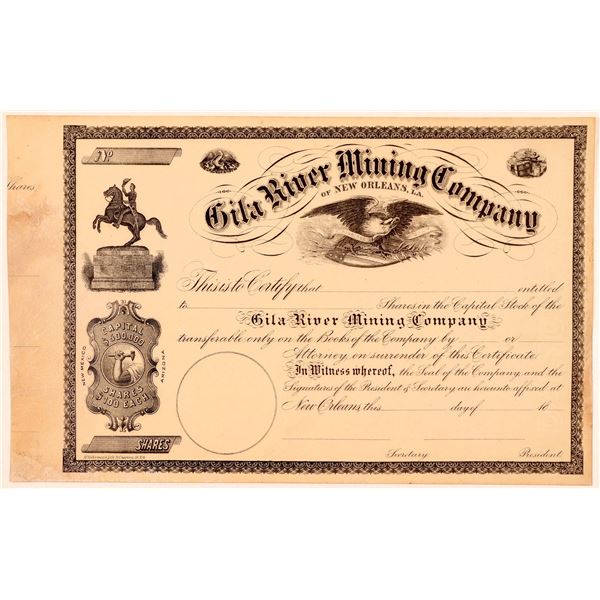 Shares
No
Gila River Mining Company
OF NEW ORLEANS, LA.
This is to Certify that entitled
to Shares in the Capital Stock of the
Gila River Mining Company
transferable only on the Books of the Company by or
Attorney, on surrender of this Certificate.
In Witness whereof, the Seal of the Company, and the
Signatures of the President & Secretary are hereunto affixed at
New Orleans, this day of 18
Secretary President
NEW MEXICO
CAPITAL
$800,000
SHARES
$100 EACH
ARIZONA
SHARES